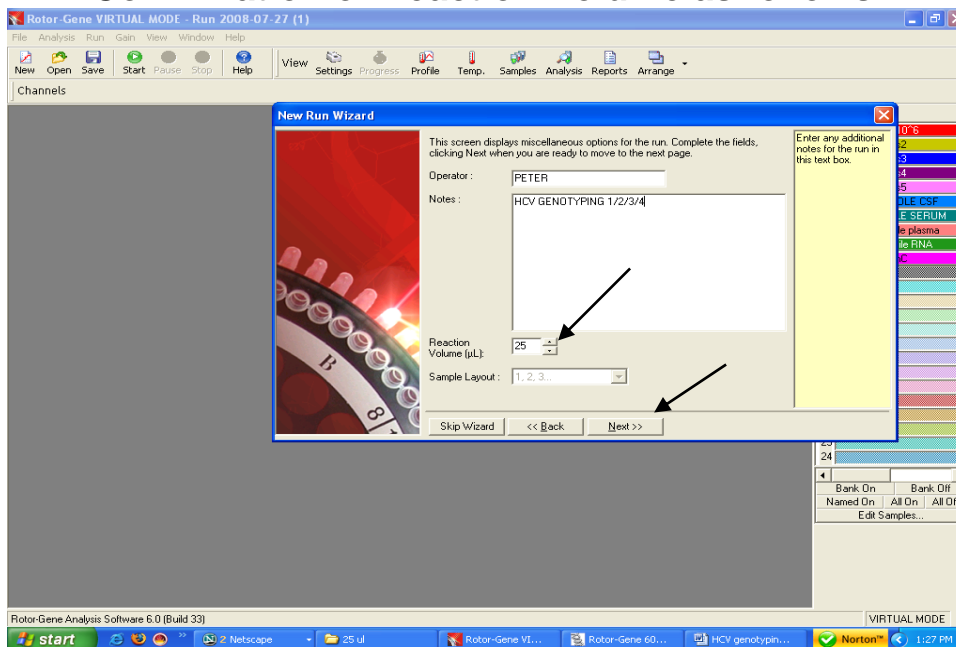 Rotor-Gene VIRTUAL MODE - Run 2008-07-27 (1)
File Analysis Run Gain View Window Help
New Open Save Start Pause Stop Help View Settings Progress Profile Temp. Samples Analysis Reports Arrange
Channels
New Run Wizard
This screen displays miscellaneous options for the run. Complete the fields,
clicking Next when you are ready to move to the next page.
Operator : PETER
Notes : HCV GENOTYPING 1/2/3/4
Reaction
Volume (µL): 25
Sample Layout : 1, 2, 3...
Skip Wizard << Back Next >>
B
8
Enter any additional
notes for the run in
this text box.
OLE CSF
E SERUM
le plasma
ile RNA
24
Bank On Bank Off
Named On All On All Of
Edit Samples...
Rotor-Gene Analysis Software 6.0 (Build 33)
VIRTUAL MODE
start 2 Netscape 25 ul Rotor-Gene VI... Rotor-Gene 60... HCV genotypin... Norton™ 1:27 PM